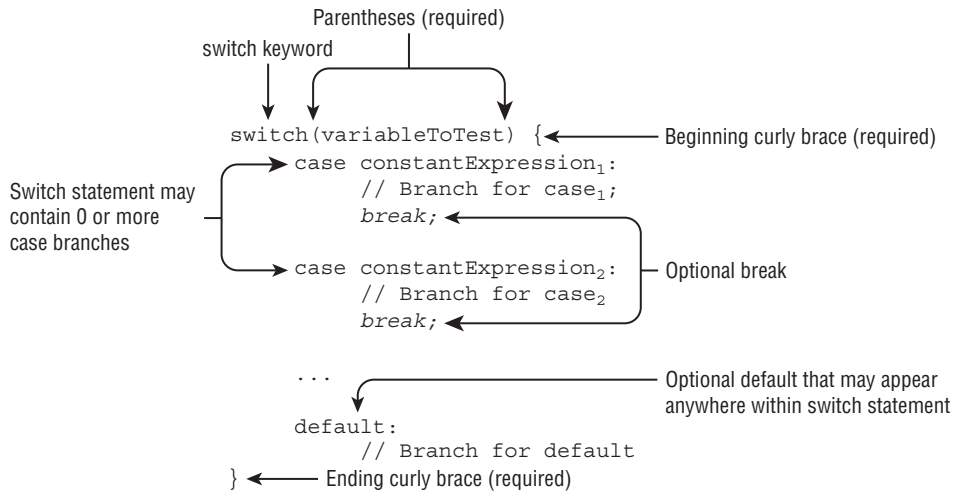 Parentheses (required)
switch keyword
switch(variableToTest) {
Beginning curly brace (required)
case constantExpression₁:
// Branch for case₁;
break;
Switch statement may
contain 0 or more
case branches
case constantExpression₂:
// Branch for case₂
break;
Optional break
...
Optional default that may appear
anywhere within switch statement
default:
// Branch for default
}
Ending curly brace (required)